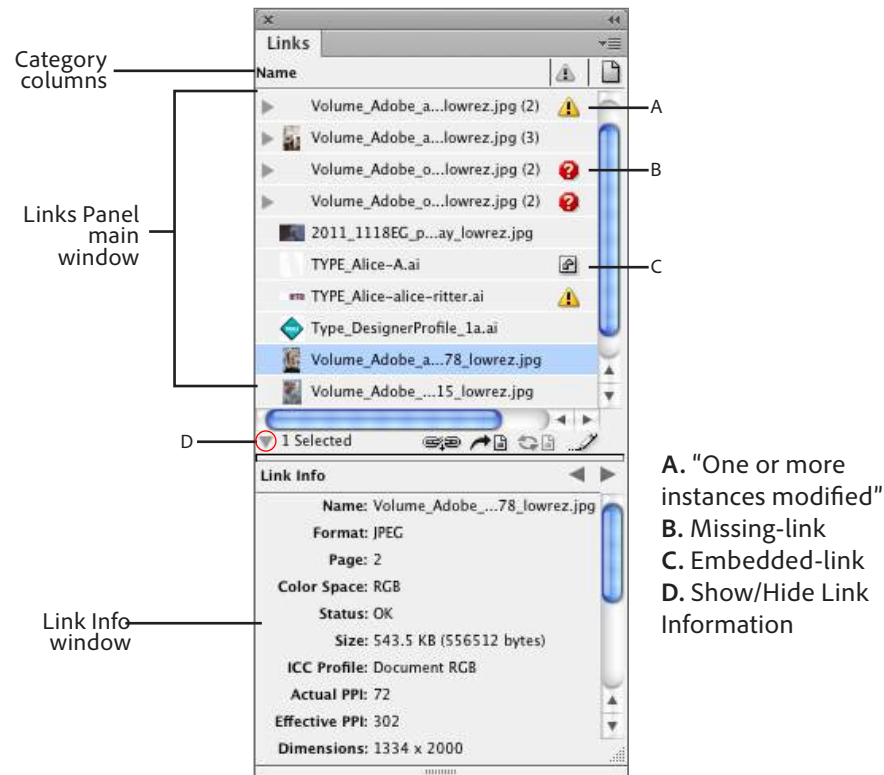 Links
Name
Category
columns
Volume_Adobe_a...lowrez.jpg (2)
A
Volume_Adobe_a...lowrez.jpg (3)
Volume_Adobe_o...lowrez.jpg (2)
B
Volume_Adobe_o...lowrez.jpg (2)
Links Panel
main
window
2011_1118EG_p...ay_lowrez.jpg
TYPE_Alice-A.ai
C
TYPE_Alice-alice-ritter.ai
Type_DesignerProfile_1a.ai
Volume_Adobe_a...78_lowrez.jpg
Volume_Adobe_...15_lowrez.jpg
D
1 Selected
Link Info
Name: Volume_Adobe_...78_lowrez.jpg
Format: JPEG
Page: 2
Color Space: RGB
Status: OK
Size: 543.5 KB (556512 bytes)
ICC Profile: Document RGB
Actual PPI: 72
Effective PPI: 302
Dimensions: 1334 x 2000
Link Info
window
A. "One or more
instances modified"
B. Missing-link
C. Embedded-link
D. Show/Hide Link
Information